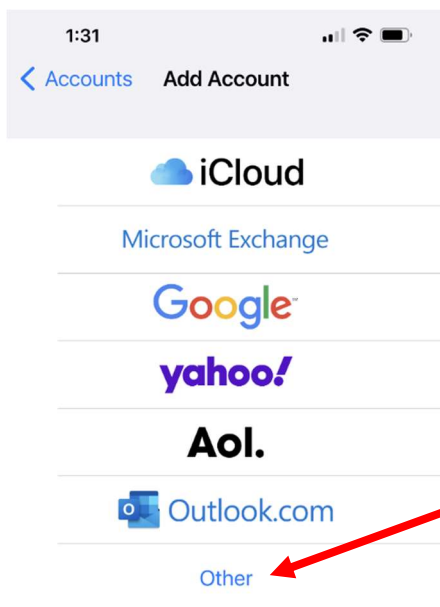 1:31
Accounts Add Account
iCloud
Microsoft Exchange
Google
yahoo!
Aol.
Outlook.com
Other